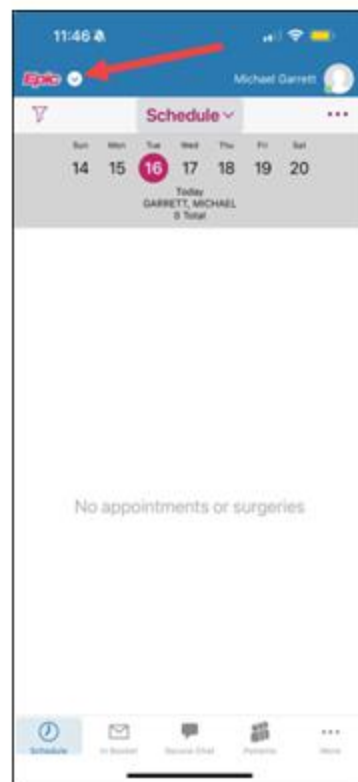 11:46
Epic
Michael Garrett
Schedule
Sun Mon Tue Wed Thu Fri Sat
14 15 16 17 18 19 20
Today
GARRETT, MICHAEL
0 Total
No appointments or surgeries
Schedule In Basket Secure Chat Patients More